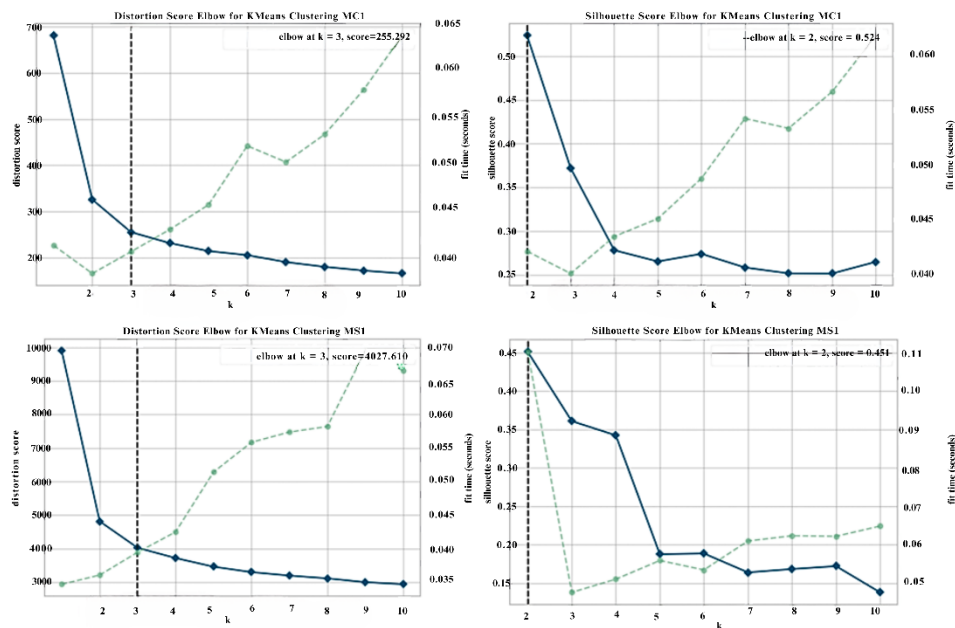 Distortion Score Elbow for KMeans Clustering MC1
elbow at k = 3, score=255.292
distortion score
700
600
500
400
300
200
2 3 4 5 6 7 8 9 10
k
0.065
0.060
0.055
0.050
0.045
0.040
fit time (seconds)
Silhouette Score Elbow for KMeans Clustering MC1
elbow at k = 2, score = 0.524
silhouette score
0.50
0.45
0.40
0.35
0.30
0.25
2 3 4 5 6 7 8 9 10
k
0.060
0.055
0.050
0.045
0.040
fit time (seconds)
Distortion Score Elbow for KMeans Clustering MS1
elbow at k = 3, score=4027.610
distortion score
10000
9000
8000
7000
6000
5000
4000
3000
2 3 4 5 6 7 8 9 10
k
0.070
0.065
0.060
0.055
0.050
0.045
0.040
0.035
fit time (seconds)
Silhouette Score Elbow for KMeans Clustering MS1
elbow at k = 2, score = 0.451
silhouette score
0.45
0.40
0.35
0.30
0.25
0.20
0.15
2 3 4 5 6 7 8 9 10
k
0.11
0.10
0.09
0.08
0.07
0.06
0.05
fit time (seconds)